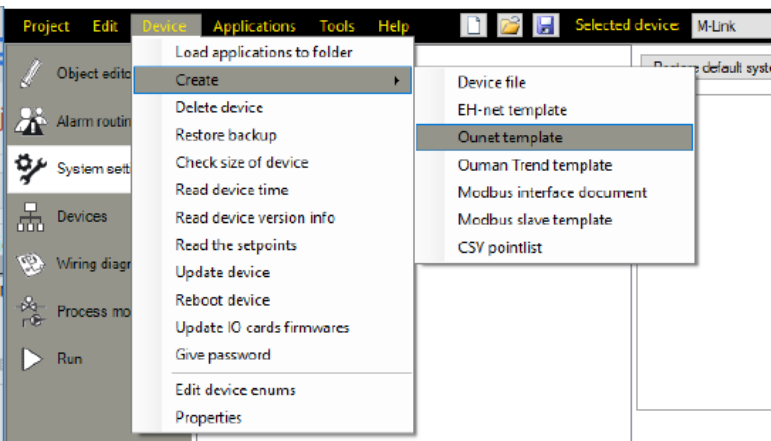 Project Edit Device Applications Tools Help Selected device: M-Link
Load applications to folder
Create
Delete device
Restore backup
Check size of device
Read device time
Read device version info
Read the setpoints
Update device
Reboot device
Update IO cards firmwares
Give password
Edit device enums
Properties
Device file
EH-net template
Ounet template
Ouman Trend template
Modbus interface document
Modbus slave template
CSV pointlist
Object edito
Alarm routin
System sett
Devices
Wiring diagr
Process mo
Run
default syste